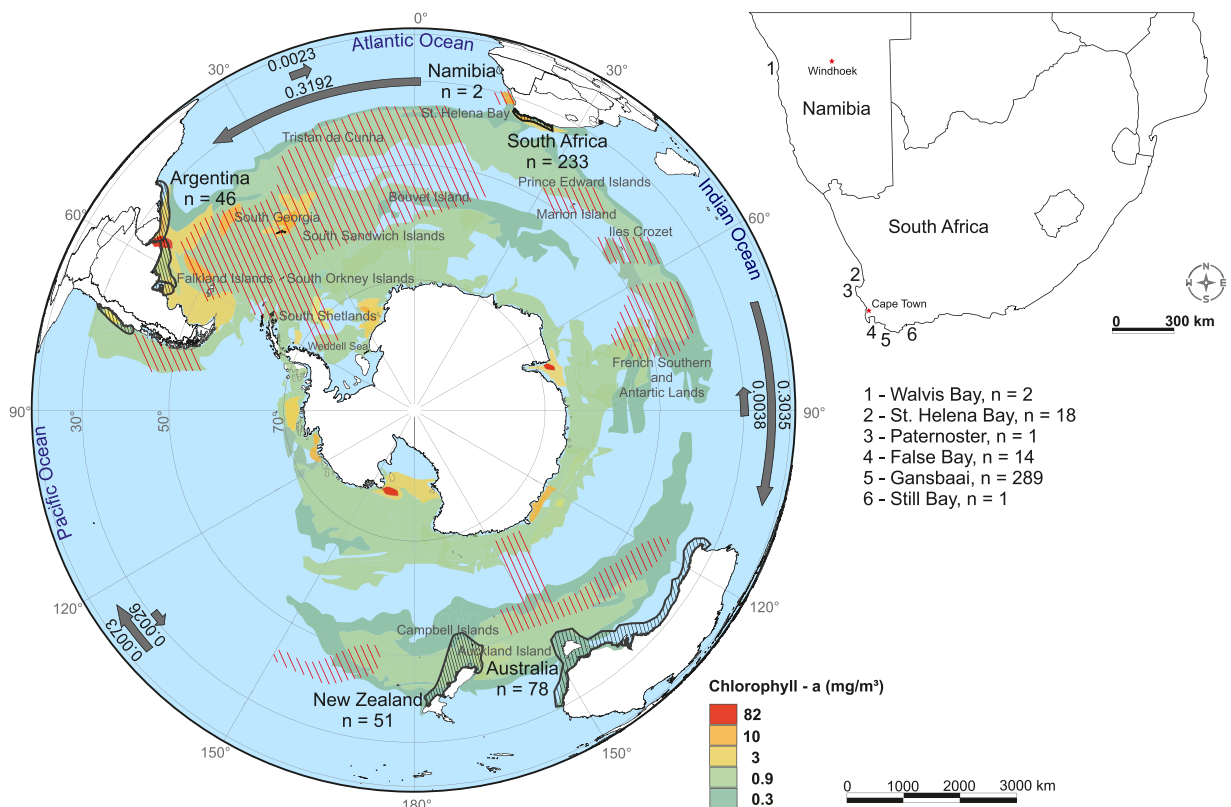 0°
Atlantic Ocean
30°
0.0023
0.3192
Namibia
n = 2
30°
St. Helena Bay
Tristan da Cunha
South Africa
n = 233
Argentina
n = 46
Prince Edward Islands
Indian Ocean
60°
Bouvet Island
Marion Island
60°
South Georgia
Iles Crozet
South Sandwich Islands
Falkland Islands
South Orkney Islands
South Shetlands
Weddell Sea
French Southern
and
Antartic Lands
90°
30°
50°
70°
0.0038
0.3035
90°
Pacific Ocean
120°
0.0026
0.0073
120°
Campbell Islands
Auckland Island
Australia
n = 78
New Zealand
n = 51
150°
150°
180°
1
Windhoek
Namibia
South Africa
2
3
Cape Town
4
5
6
N
W
E
S
0
300 km
1 - Walvis Bay, n = 2
2 - St. Helena Bay, n = 18
3 - Paternoster, n = 1
4 - False Bay, n = 14
5 - Gansbaai, n = 289
6 - Still Bay, n = 1
Chlorophyll - a (mg/m³)
82
10
3
0.9
0.3
0 1000 2000 3000 km